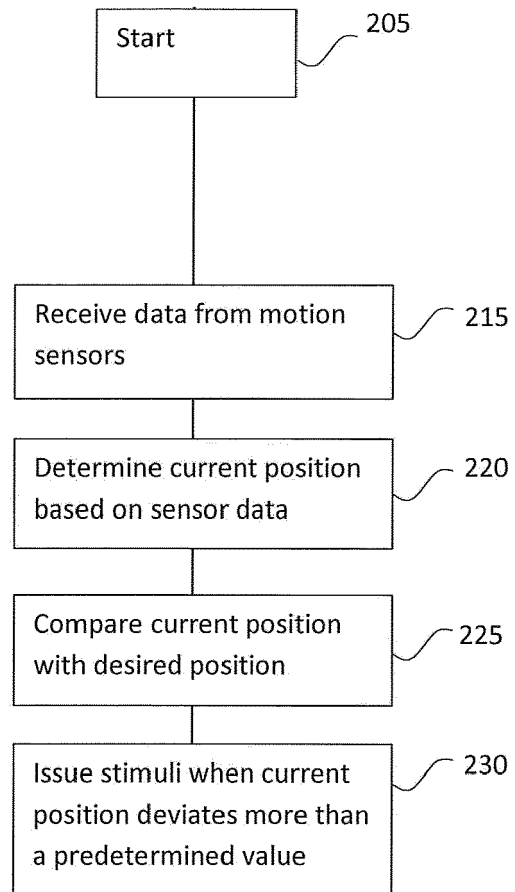 Start
205
Receive data from motion
sensors
215
Determine current position
based on sensor data
220
Compare current position
with desired position
225
Issue stimuli when current
position deviates more than
a predetermined value
230